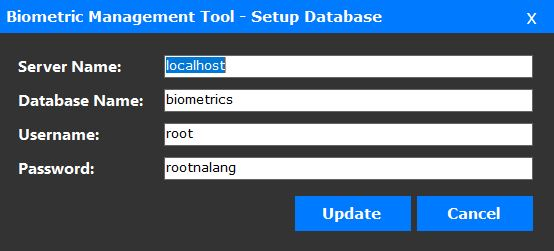 Biometric Management Tool - Setup Database X
Server Name: localhost
Database Name: biometrics
Username: root
Password: rootnalang
Update Cancel